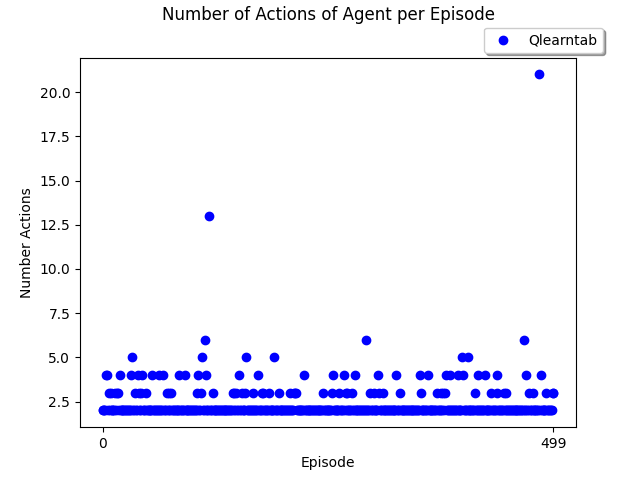 Number of Actions of Agent per Episode
Qlearntab
20.0
17.5
15.0
12.5
10.0
7.5
5.0
2.5
Number Actions
0
499
Episode